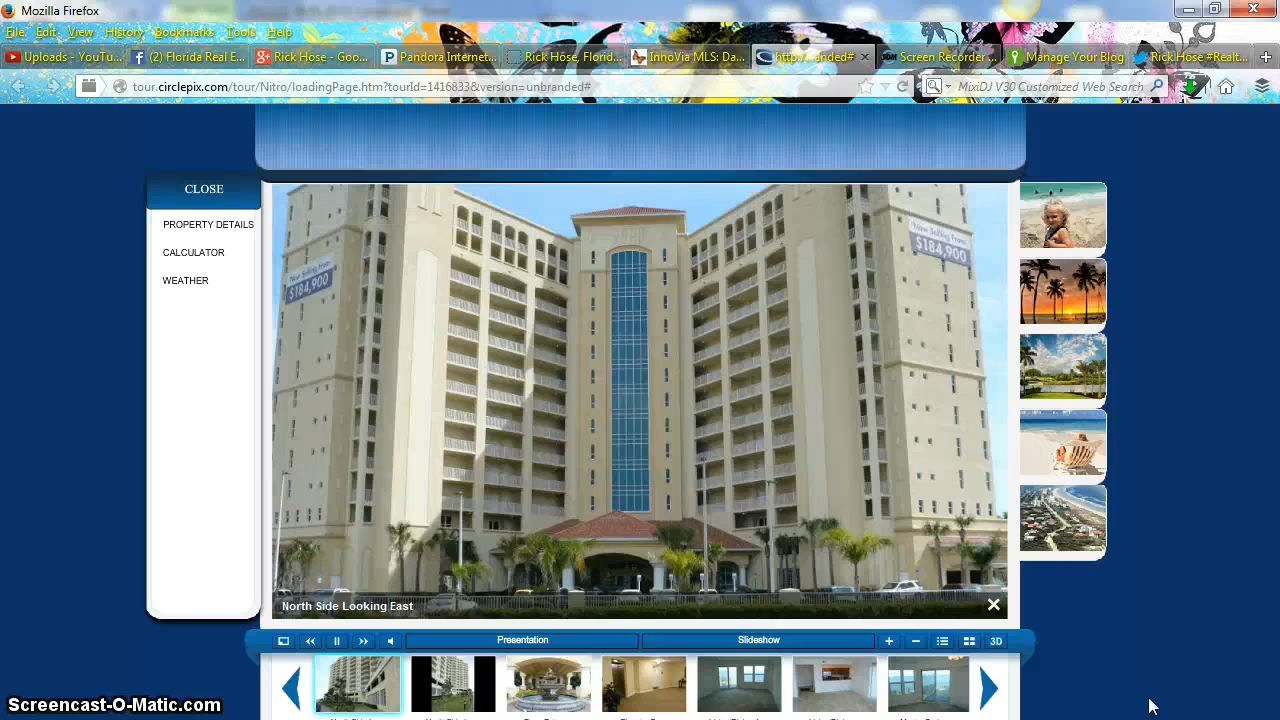 Mozilla Firefox
File Edit View History Bookmarks Tools Help
Uploads - YouTu... (2) Florida Real E... Rick Hose - Goo... Pandora Internet... Rick Hose, Florid... InnoVia MLS: Da... http:/...anded# Screen Recorder ... Manage Your Blog Rick Hose #Realt...
tour.circlepix.com/tour/Nitro/loadingPage.htm?tourId=1416833&version=unbranded# MixiDJ V30 Customized Web Search
CLOSE
PROPERTY DETAILS
CALCULATOR
WEATHER
Now Selling From
$184,900
Now Selling From
$184,900
North Side Looking East
Presentation Slideshow 3D
Screencast-O-Matic.com